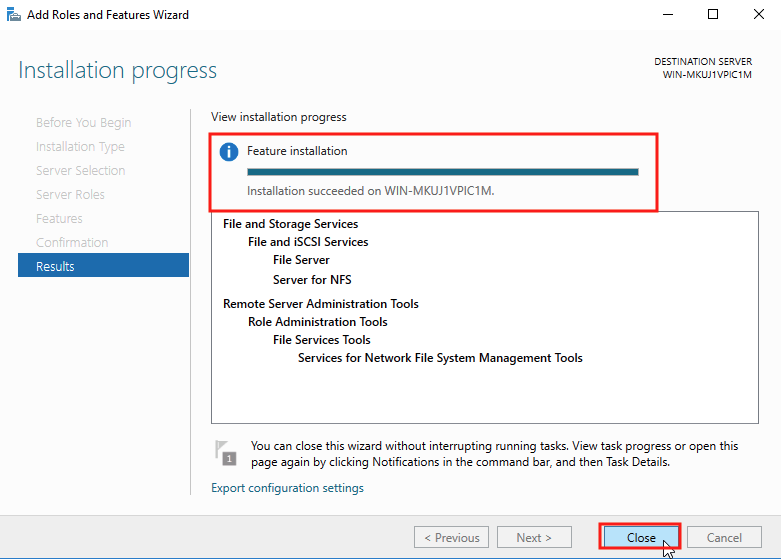 Add Roles and Features Wizard
Installation progress
DESTINATION SERVER
WIN-MKUJ1VPIC1M
Before You Begin
Installation Type
Server Selection
Server Roles
Features
Confirmation
Results
View installation progress
Feature installation
Installation succeeded on WIN-MKUJ1VPIC1M.
File and Storage Services
File and iSCSI Services
File Server
Server for NFS
Remote Server Administration Tools
Role Administration Tools
File Services Tools
Services for Network File System Management Tools
1
You can close this wizard without interrupting running tasks. View task progress or open this
page again by clicking Notifications in the command bar, and then Task Details.
Export configuration settings
< Previous
Next >
Close
Cancel